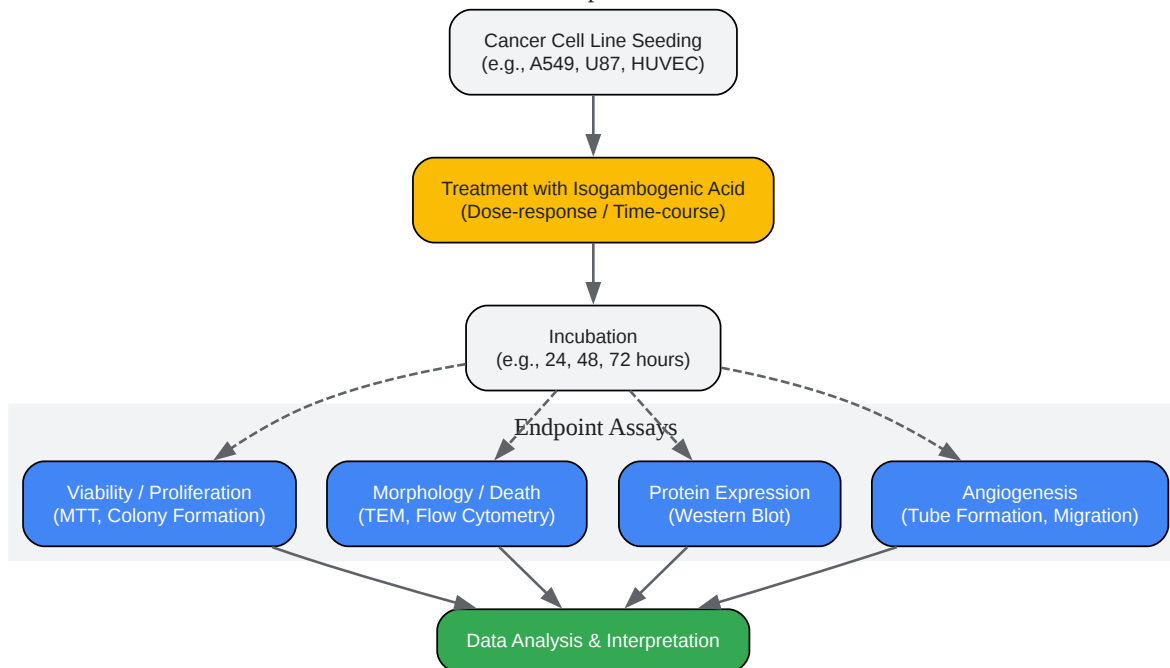 Cancer Cell Line Seeding
(e.g., A549, U87, HUVEC)
Treatment with Isogambogenic Acid
(Dose-response / Time-course)
Incubation
(e.g., 24, 48, 72 hours)
Endpoint Assays
Viability / Proliferation
(MTT, Colony Formation)
Morphology / Death
(TEM, Flow Cytometry)
Protein Expression
(Western Blot)
Angiogenesis
(Tube Formation, Migration)
Data Analysis & Interpretation